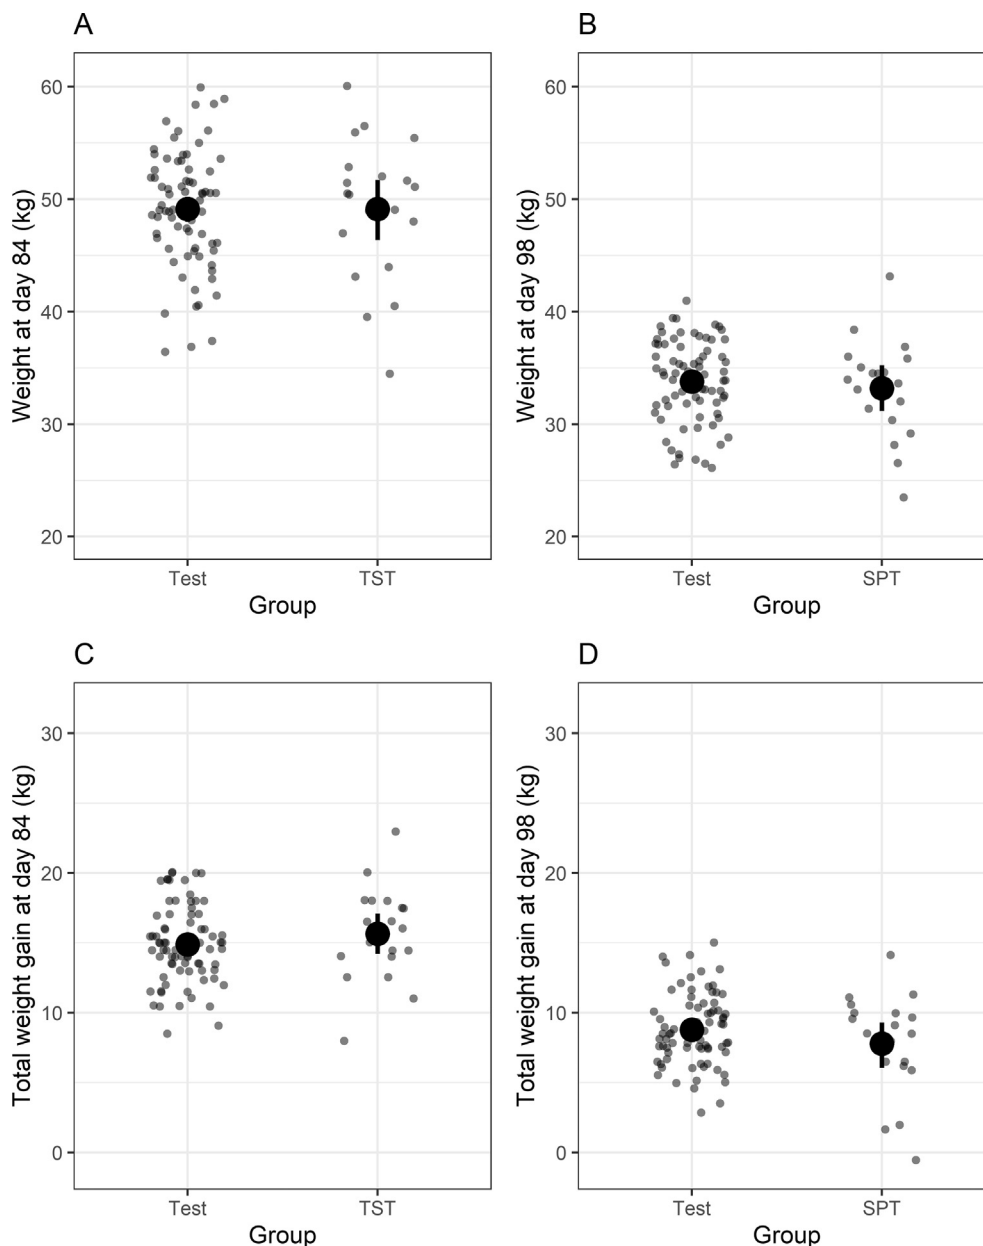 A
Weight at day 84 (kg)
60
50
40
30
20
Test TST
Group
B
Weight at day 98 (kg)
60
50
40
30
20
Test SPT
Group
C
Total weight gain at day 84 (kg)
30
20
10
0
Test TST
Group
D
Total weight gain at day 98 (kg)
30
20
10
0
Test SPT
Group